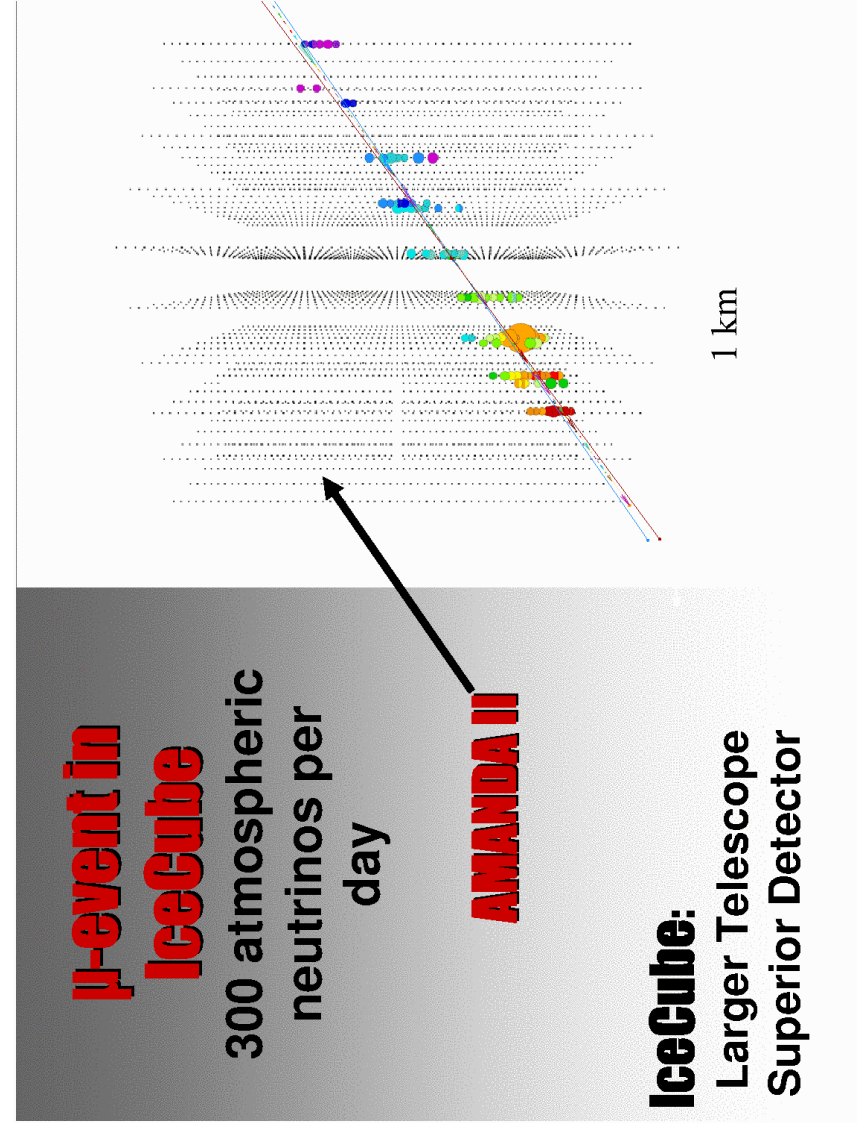 μ-event in
IceCube
300 atmospheric
neutrinos per
day
AMANDA II
IceCube:
Larger Telescope
Superior Detector
1 km